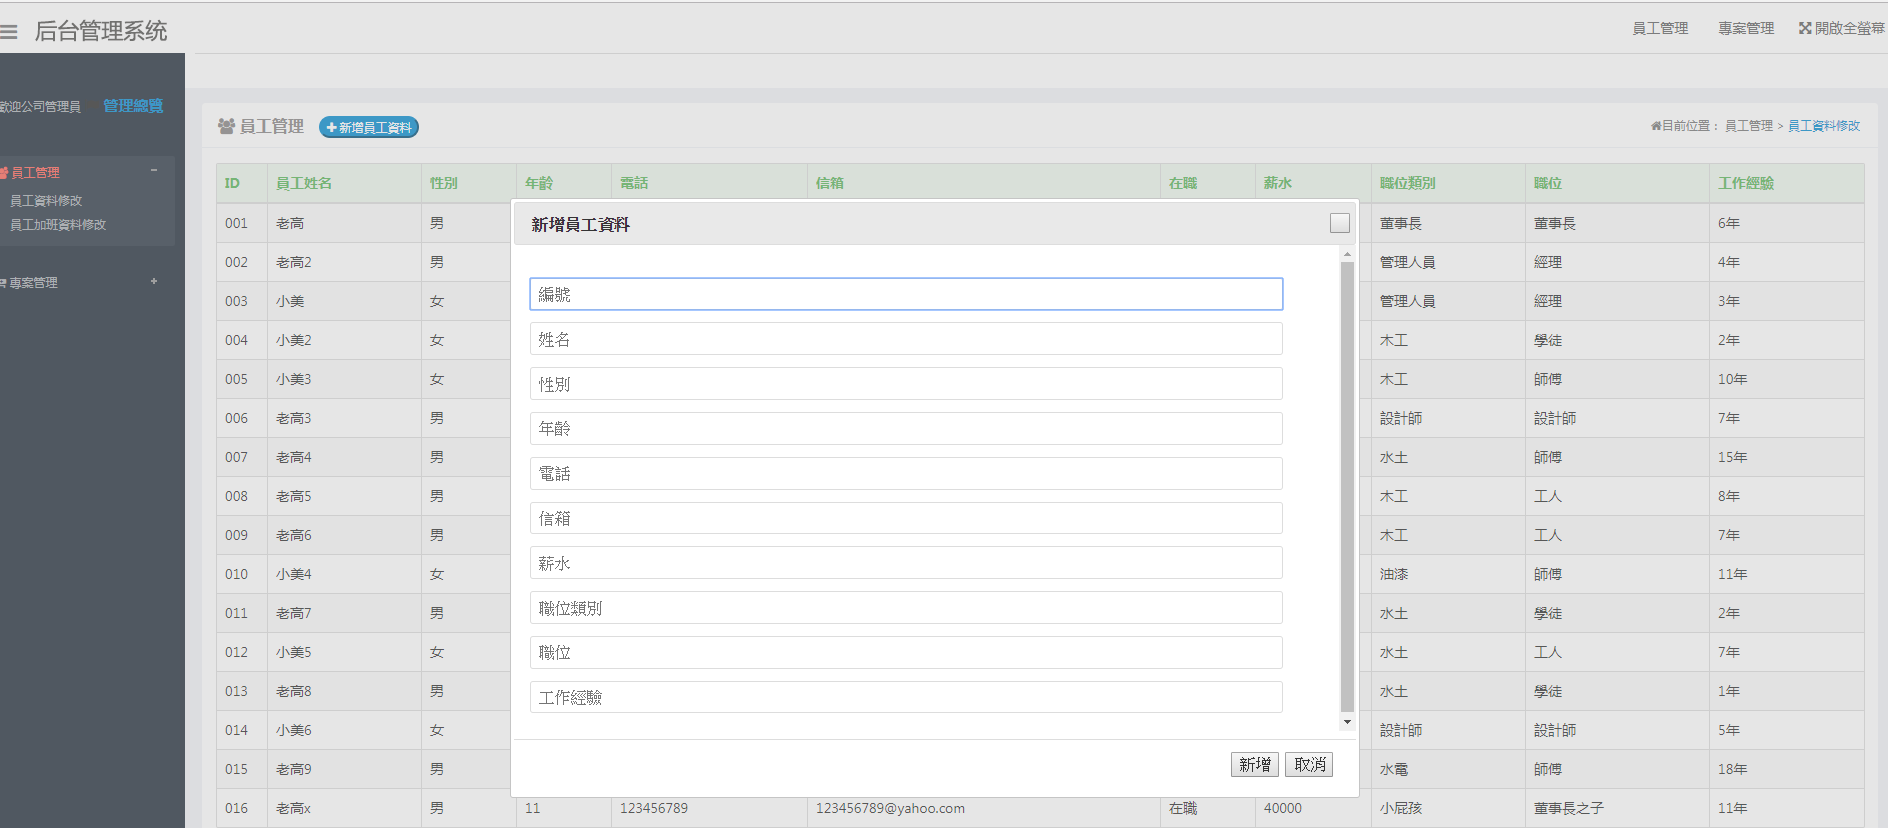 后台管理系统
員工管理 專案管理 開啟全螢幕
歡迎公司管理員 管理總覽
員工管理 −
員工資料修改
員工加班資料修改
專案管理 +
員工管理 +新增員工資料
目前位置： 員工管理 > 員工資料修改
ID 員工姓名 性別 年齡 電話 信箱 在職 薪水 職位類別 職位 工作經驗
001 老高 男 董事長 董事長 6年
002 老高2 男 管理人員 經理 4年
003 小美 女 管理人員 經理 3年
004 小美2 女 木工 學徒 2年
005 小美3 女 木工 師傅 10年
006 老高3 男 設計師 設計師 7年
007 老高4 男 水土 師傅 15年
008 老高5 男 木工 工人 8年
009 老高6 男 木工 工人 7年
010 小美4 女 油漆 師傅 11年
011 老高7 男 水土 學徒 2年
012 小美5 女 水土 工人 7年
013 老高8 男 水土 學徒 1年
014 小美6 女 設計師 設計師 5年
015 老高9 男 水電 師傅 18年
016 老高x 男 11 123456789 123456789@yahoo.com 在職 40000 小屁孩 董事長之子 11年
新增員工資料
編號
姓名
性別
年齡
電話
信箱
薪水
職位類別
職位
工作經驗
新增 取消